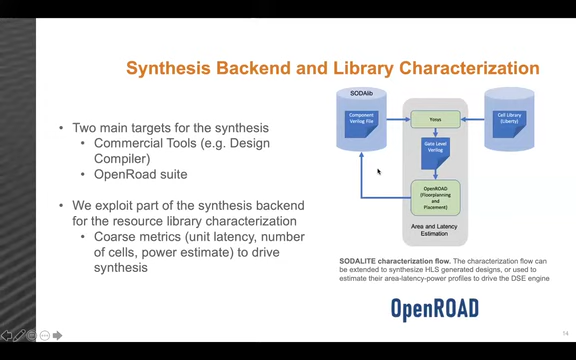 Synthesis Backend and Library Characterization
• Two main targets for the synthesis
• Commercial Tools (e.g. Design
Compiler)
• OpenRoad suite
• We exploit part of the synthesis backend
for the resource library characterization
• Coarse metrics (unit latency, number
of cells, power estimate) to drive
synthesis
SODAlib
Component
Verilog File
Yosys
Cell Library
(Liberty)
Gate Level
Verilog
OpenROAD
(Floorplanning
and
Placement)
Area and Latency
Estimation
SODALITE characterization flow. The characterization flow can
be extended to synthesize HLS generated designs, or used to
estimate their area-latency-power profiles to drive the DSE engine
OpenROAD
14